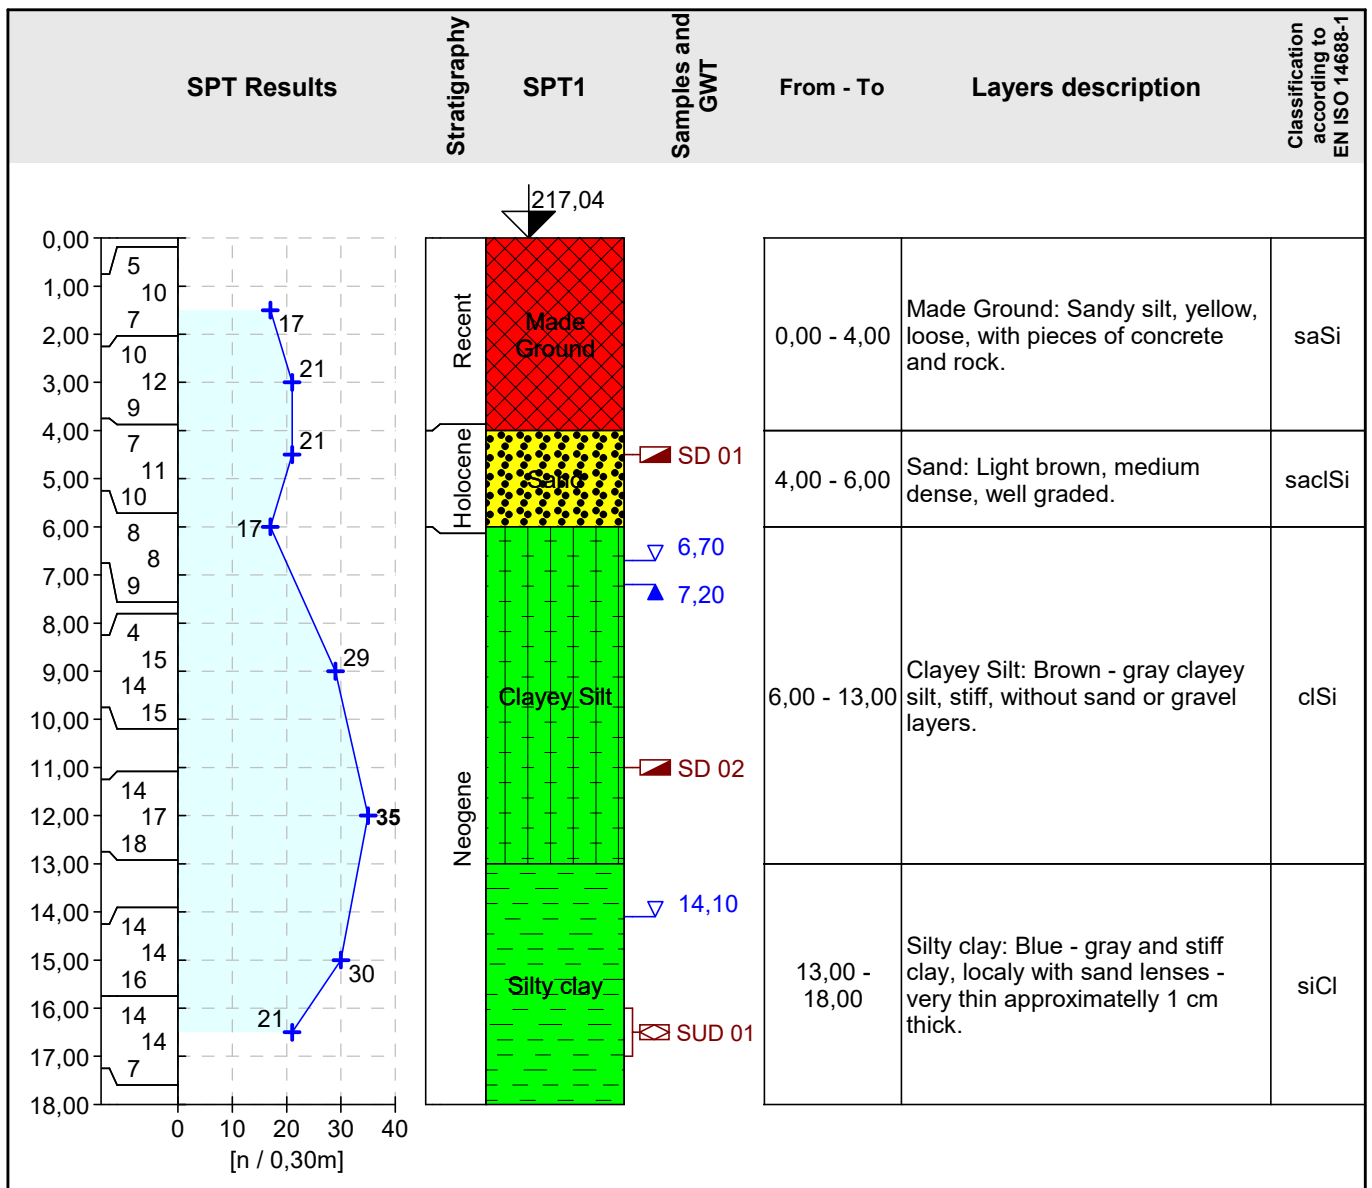 SPT Results
Stratigraphy
SPT1
Samples and
GWT
From - To
Layers description
Classification
according to
EN ISO 14688-1
217,04
0,00
1,00
2,00
3,00
4,00
5,00
6,00
7,00
8,00
9,00
10,00
11,00
12,00
13,00
14,00
15,00
16,00
17,00
18,00
5
10
7
10
12
9
7
11
10
8
8
9
4
15
14
15
14
17
18
14
14
16
14
14
7
17
21
21
17
29
35
30
21
0 10 20 30 40
[n / 0,30m]
Recent
Holocene
Neogene
Made
Ground
Sand
Clayey Silt
Silty clay
SD 01
6,70
7,20
SD 02
14,10
SUD 01
0,00 - 4,00
Made Ground: Sandy silt, yellow,
loose, with pieces of concrete
and rock.
saSi
4,00 - 6,00
Sand: Light brown, medium
dense, well graded.
saclSi
6,00 - 13,00
Clayey Silt: Brown - gray clayey
silt, stiff, without sand or gravel
layers.
clSi
13,00 -
18,00
Silty clay: Blue - gray and stiff
clay, localy with sand lenses -
very thin approximatelly 1 cm
thick.
siCl